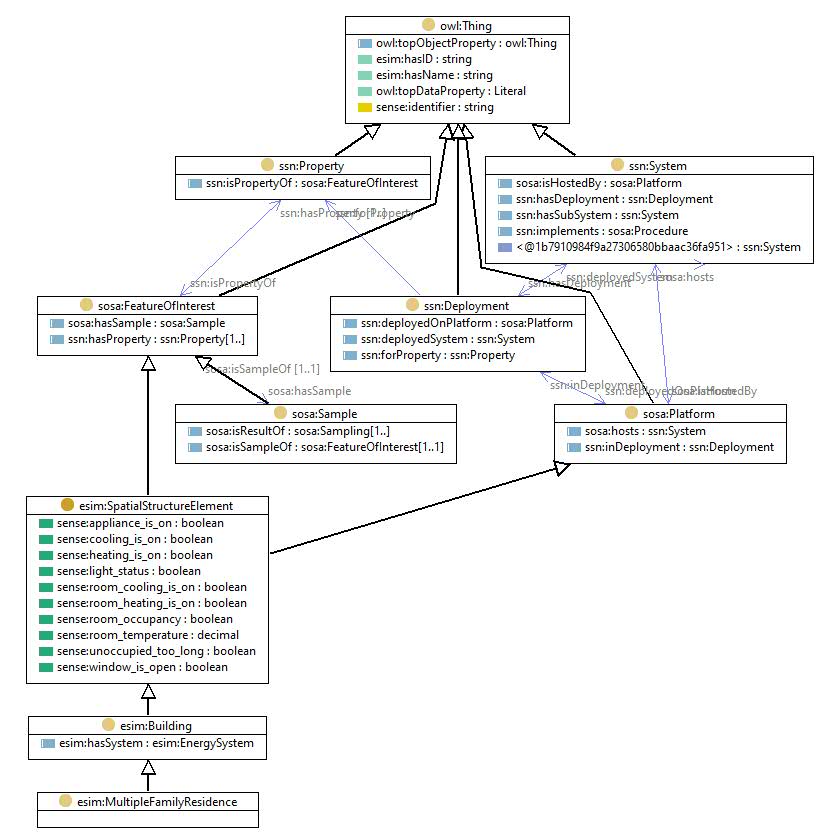 owl:Thing
owl:topObjectProperty : owl:Thing
esim:hasID : string
esim:hasName : string
owl:topDataProperty : Literal
sense:identifier : string
ssn:Property
ssn:isPropertyOf : sosa:FeatureOfInterest
ssn:System
sosa:isHostedBy : sosa:Platform
ssn:hasDeployment : ssn:Deployment
ssn:hasSubSystem : ssn:System
ssn:implements : sosa:Procedure
<@1b7910984f9a27306580bbaac36fa951> : ssn:System
ssn:hasProperty [1..]
ssn:forProperty
ssn:isPropertyOf
ssn:hasDeployment
ssn:deployedSystem
sosa:hosts
sosa:FeatureOfInterest
sosa:hasSample : sosa:Sample
ssn:hasProperty : ssn:Property[1..]
ssn:Deployment
ssn:deployedOnPlatform : sosa:Platform
ssn:deployedSystem : ssn:System
ssn:forProperty : ssn:Property
sosa:isSampleOf [1..1]
sosa:hasSample
ssn:inDeployment
ssn:deployedOnPlatform
sosa:isHostedBy
sosa:Sample
sosa:isResultOf : sosa:Sampling[1..]
sosa:isSampleOf : sosa:FeatureOfInterest[1..1]
sosa:Platform
sosa:hosts : ssn:System
ssn:inDeployment : ssn:Deployment
esim:SpatialStructureElement
sense:appliance_is_on : boolean
sense:cooling_is_on : boolean
sense:heating_is_on : boolean
sense:light_status : boolean
sense:room_cooling_is_on : boolean
sense:room_heating_is_on : boolean
sense:room_occupancy : boolean
sense:room_temperature : decimal
sense:unoccupied_too_long : boolean
sense:window_is_open : boolean
esim:Building
esim:hasSystem : esim:EnergySystem
esim:MultipleFamilyResidence